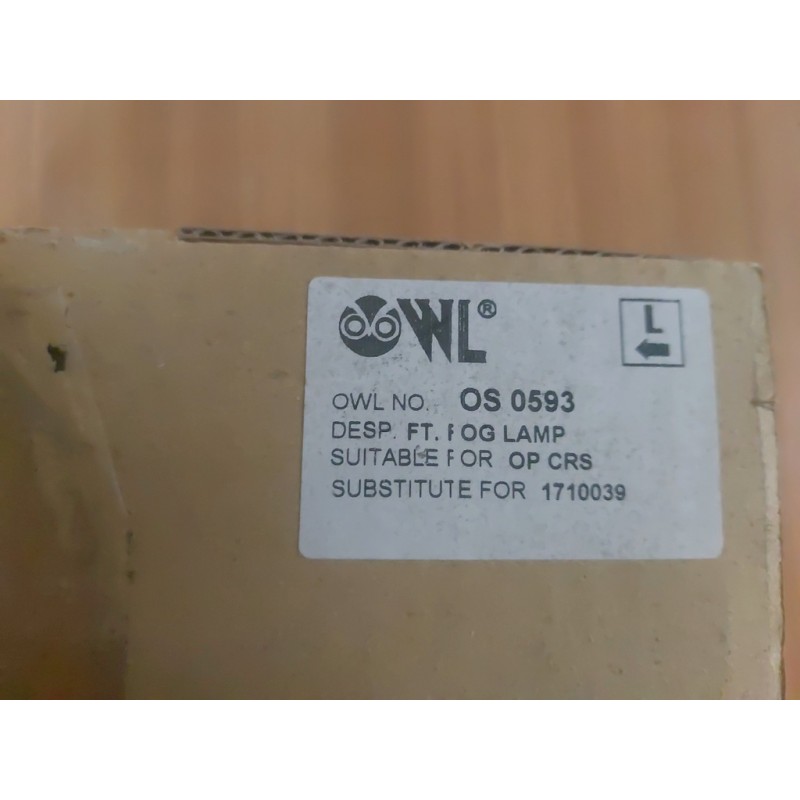 OWL®
L
OWL NO. OS 0593
DESP. FT. FOG LAMP
SUITABLE FOR OP CRS
SUBSTITUTE FOR 1710039